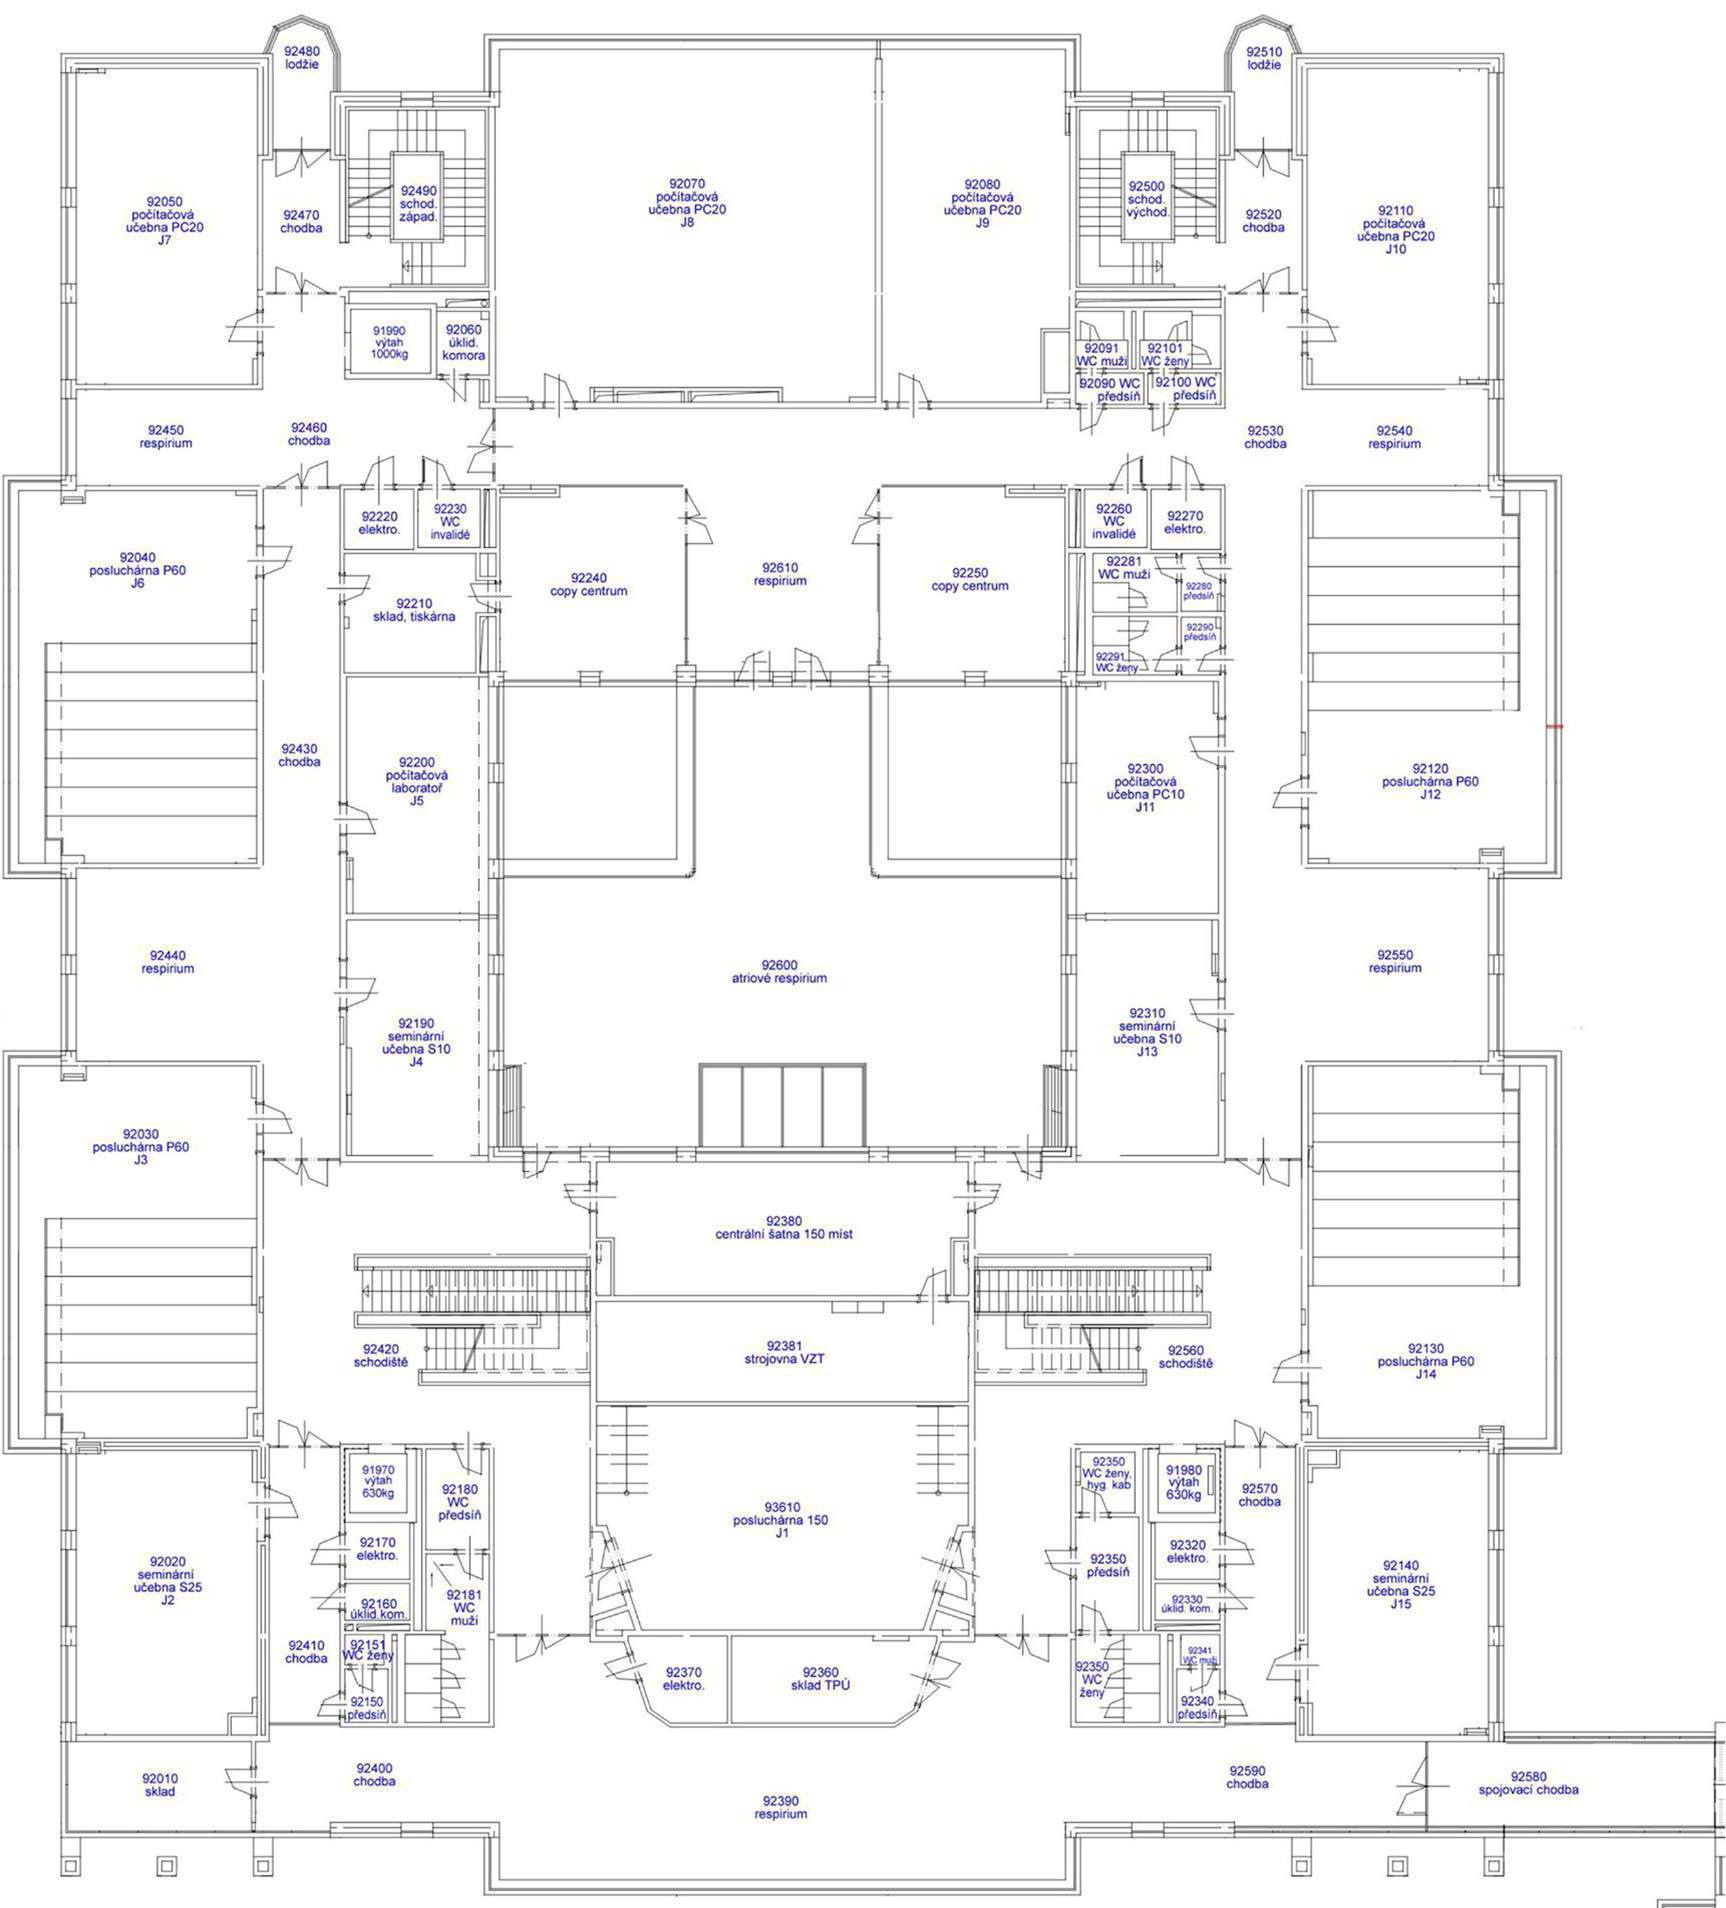 92480
lodžie
92510
lodžie
92050
počítačová
učebna PC20
J7
92470
chodba
92490
schod.
západ.
92070
počítačová
učebna PC20
J8
92080
počítačová
učebna PC20
J9
92500
schod.
východ.
92520
chodba
92110
počítačová
učebna PC20
J10
91990
výtah
1000kg
92060
úklid.
komora
92091
WC muži
92101
WC ženy
92090 WC
předsíň
92100 WC
předsíň
92450
respirium
92460
chodba
92530
chodba
92540
respirium
92220
elektro.
92230
WC
invalidé
92260
WC
invalidé
92270
elektro.
92040
posluchárna P60
J6
92210
sklad, tiskárna
92240
copy centrum
92610
respirium
92250
copy centrum
92281
WC muži
92280
předsíň
92290
předsíň
92291
WC ženy
92430
chodba
92200
počítačová
laboratoř
J5
92300
počítačová
učebna PC10
J11
92120
posluchárna P60
J12
92440
respirium
92600
atriové respirium
92550
respirium
92190
seminární
učebna S10
J4
92310
seminární
učebna S10
J13
92030
posluchárna P60
J3
92380
centrální šatna 150 míst
92420
schodiště
92381
strojovna VZT
92560
schodiště
92130
posluchárna P60
J14
91970
výtah
630kg
92180
WC
předsíň
93610
posluchárna 150
J1
92350
WC ženy,
hyg. kab
91980
výtah
630kg
92570
chodba
92020
seminární
učebna S25
J2
92170
elektro.
92350
předsíň
92320
elektro.
92140
seminární
učebna S25
J15
92160
úklid.kom.
92181
WC
muži
92330
úklid. kom.
92410
chodba
92151
WC ženy
92150
předsíň
92370
elektro.
92360
sklad TPÚ
92350
WC
ženy
92341
WC muži
92340
předsíň
92010
sklad
92400
chodba
92390
respirium
92590
chodba
92580
spojovací chodba